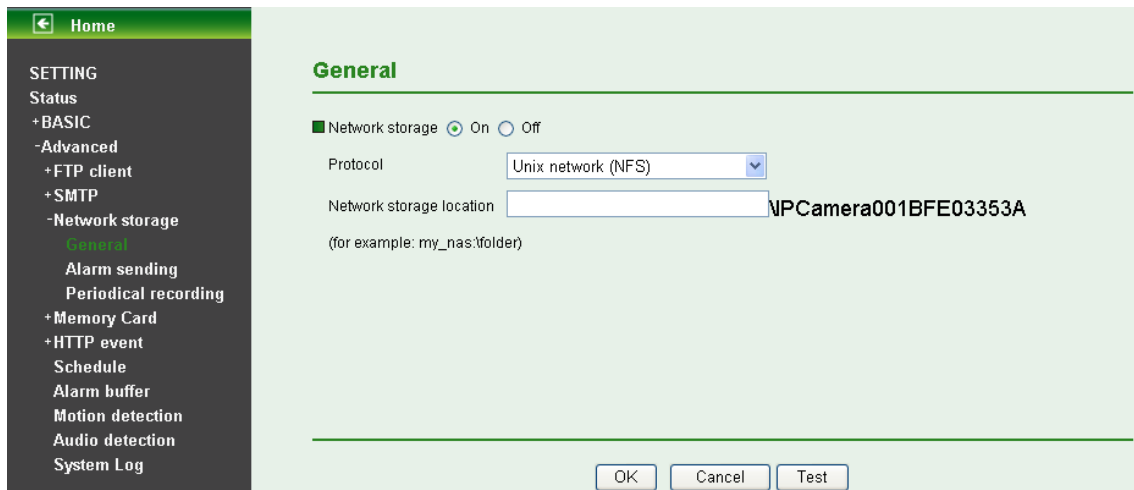 Home
SETTING
Status
+BASIC
-Advanced
+FTP client
+SMTP
-Network storage
General
Alarm sending
Periodical recording
+Memory Card
+HTTP event
Schedule
Alarm buffer
Motion detection
Audio detection
System Log
General
Network storage On Off
Protocol Unix network (NFS)
Network storage location \IPCamera001BFE03353A
(for example: my_nas:\folder)
OK Cancel Test